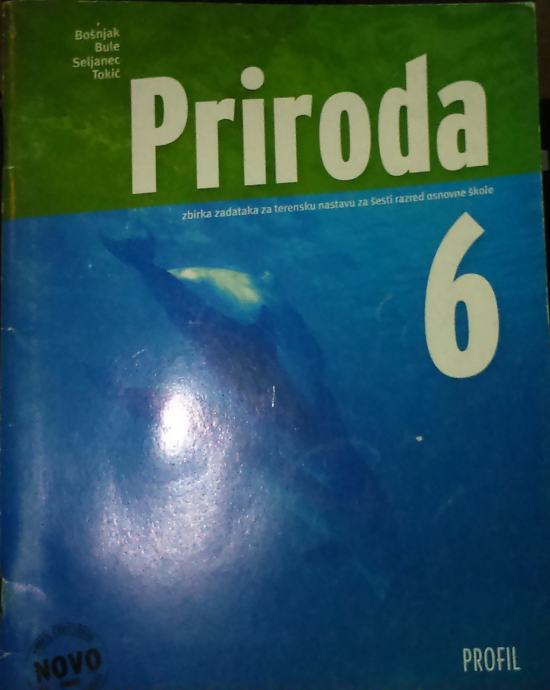 Bošnjak
Bule
Seljanec
Tokić
Priroda
zbirka zadataka za terensku nastavu za šesti razred osnovne škole
6
NOVO
PROFIL